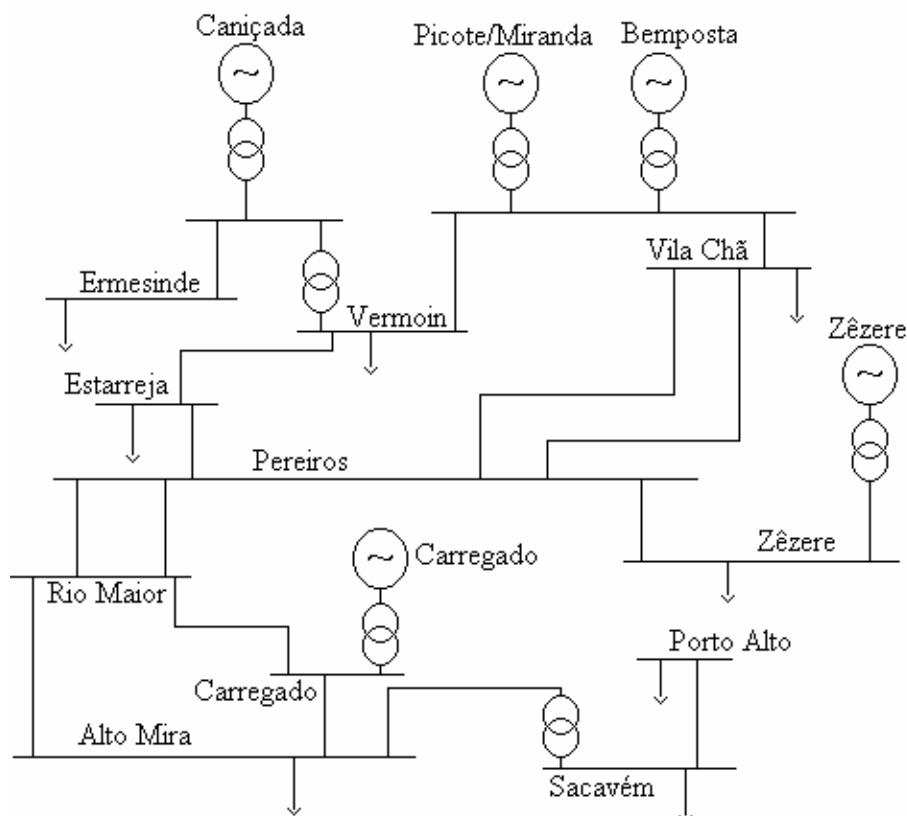 Caniçada
Picote/Miranda
Bemposta
~
~
~
Vila Chã
Ermesinde
Vermoin
Zêzere
~
Estarreja
Pereiros
Zêzere
~
Carregado
Rio Maior
Porto Alto
Carregado
Alto Mira
Sacavém